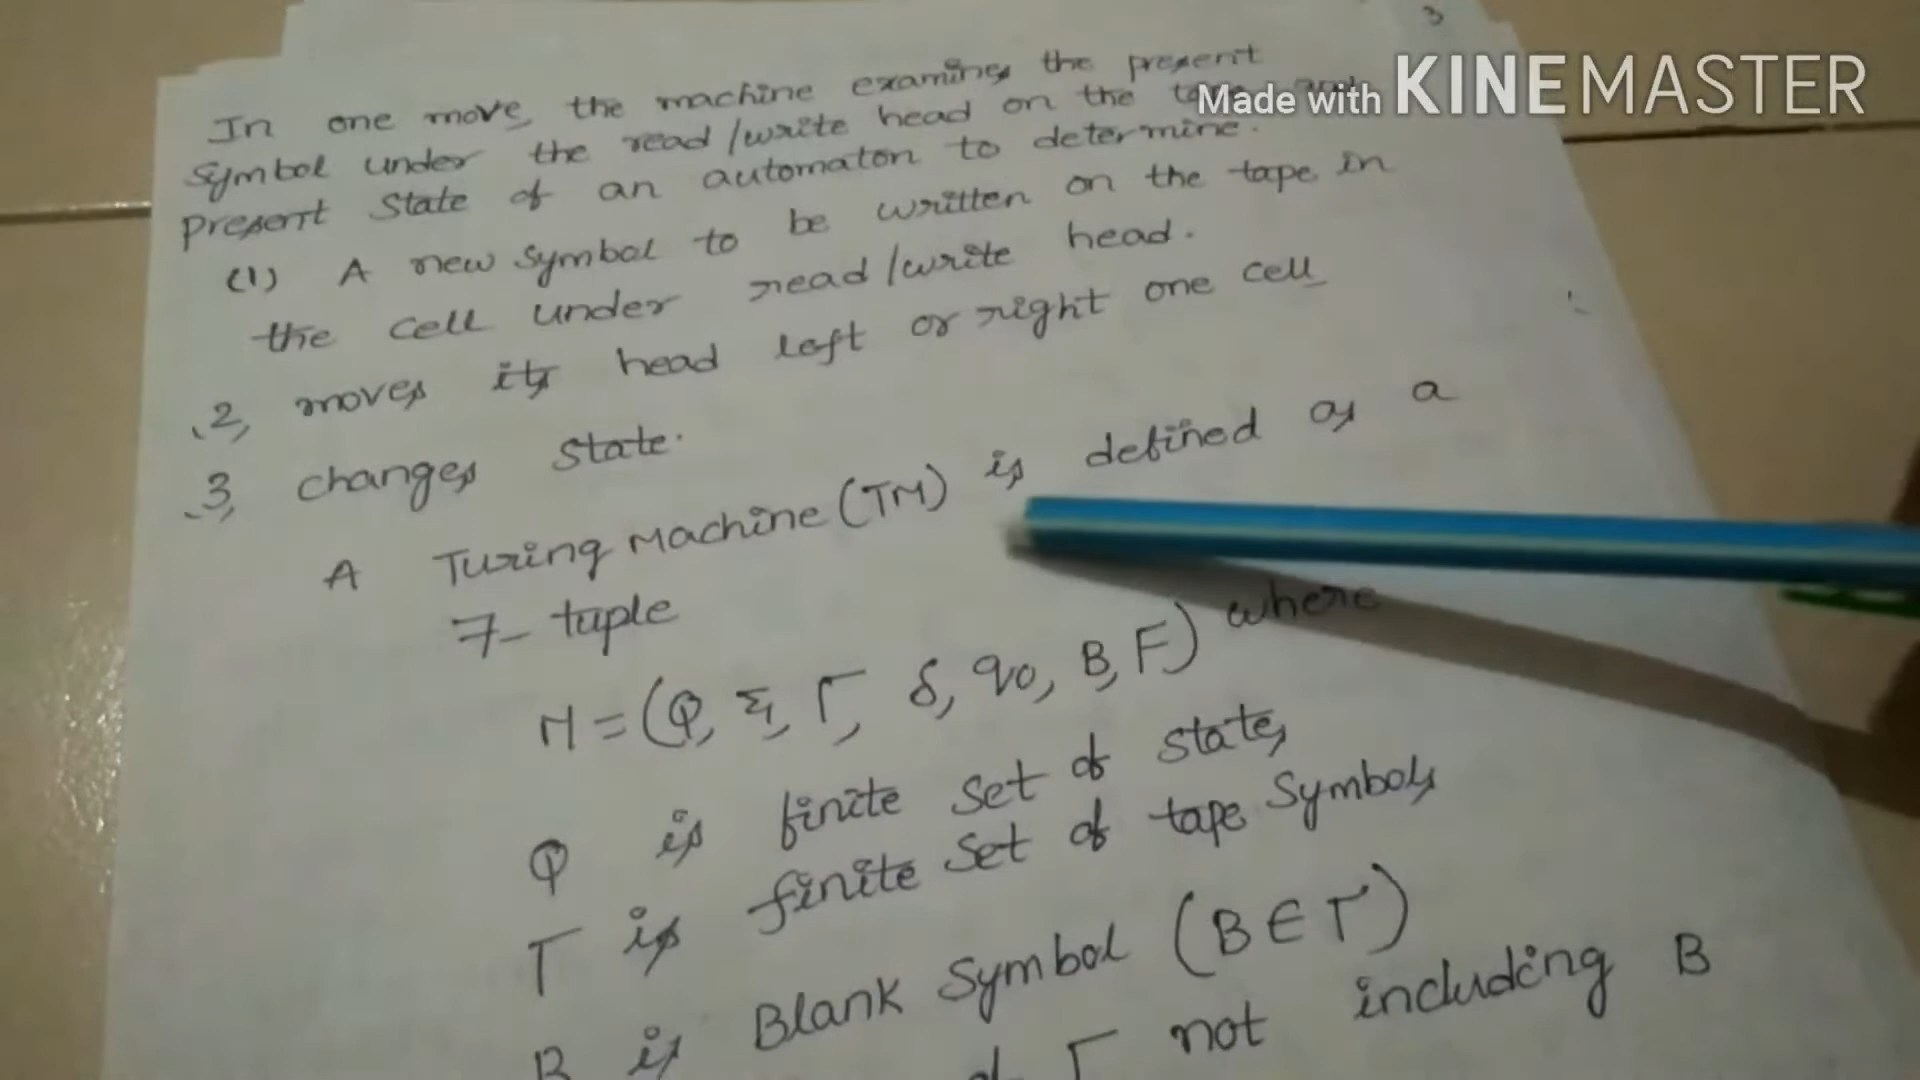 3
Made with KINEMASTER
In one move, the machine examines the present
symbol under the read/write head on the
present state of an automaton to determine.
(1) A new symbol to be written on the tape in
the cell under read/write head.
2, moves its head left or right one cell
3, changes state.
A Turing Machine (TM) is defined as a
7- tuple
M = (Q, Σ, Γ, δ, q0, B, F) where
Q is finite set of states
Γ is finite set of tape symbols
B is Blank symbol (B ∈ Γ)
Γ not including B